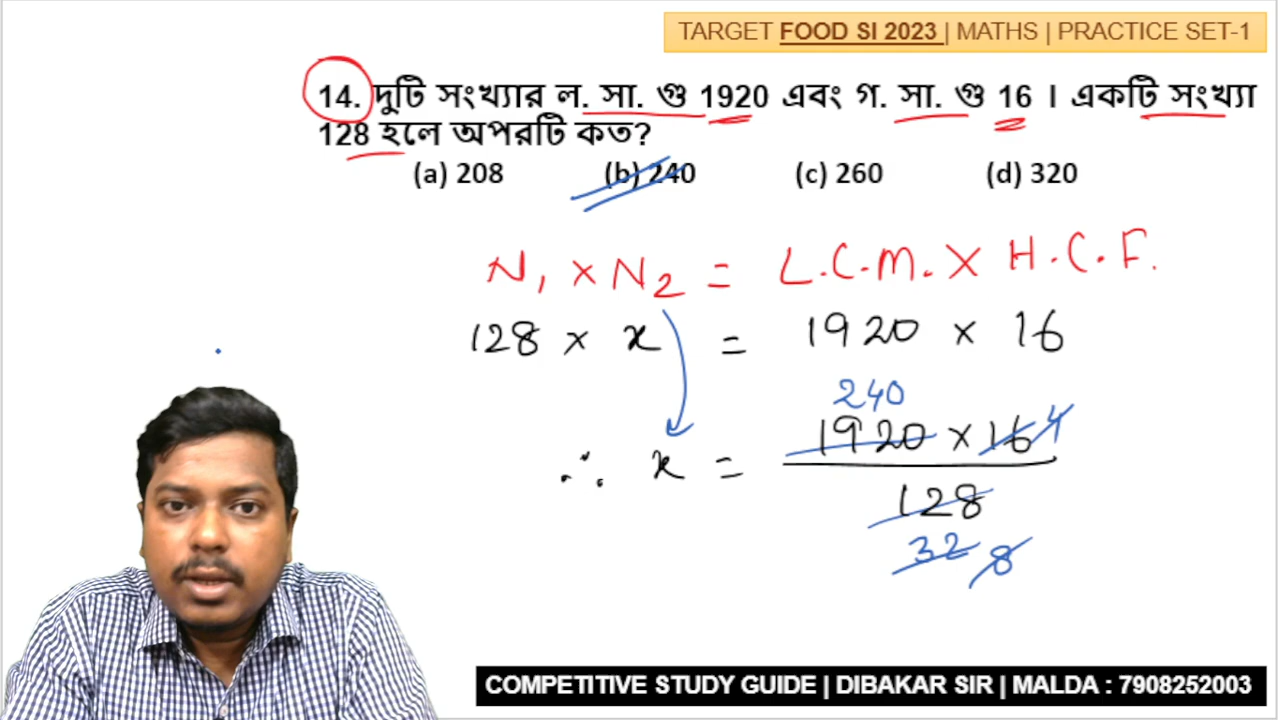 TARGET FOOD SI 2023 | MATHS | PRACTICE SET-1
14. দুটি সংখ্যার ল. সা. গু 1920 এবং গ. সা. গু 16 । একটি সংখ্যা
128 হলে অপরটি কত?
(a) 208 (b) 240 (c) 260 (d) 320
N₁ × N₂ = L.C.M. × H.C.F.
128 × x = 1920 × 16
240
∴ x = 1920 × 16 4
128
32 8
COMPETITIVE STUDY GUIDE | DIBAKAR SIR | MALDA : 7908252003